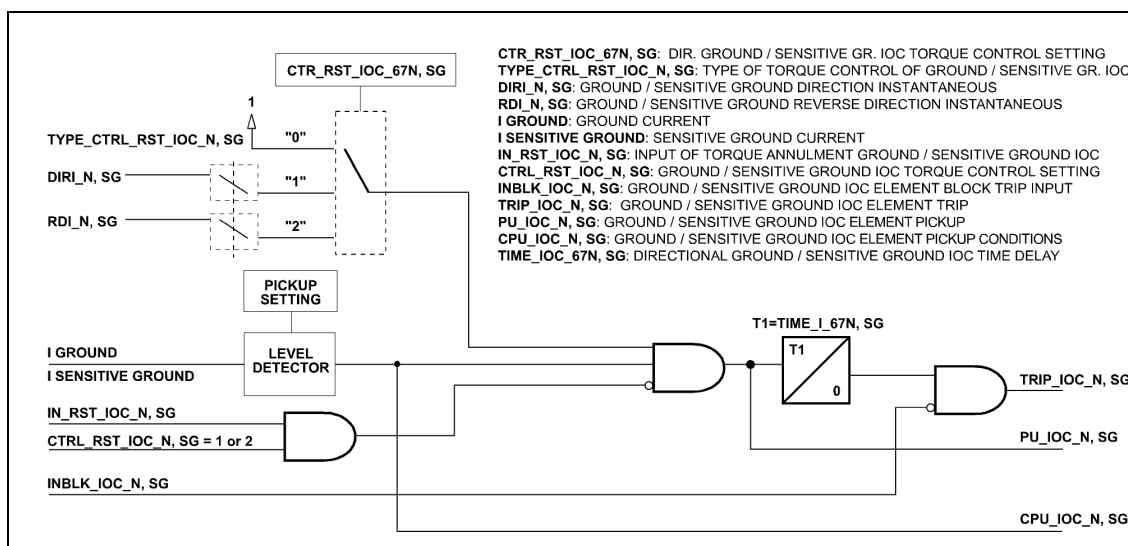 CTR_RST_IOC_67N, SG
CTR_RST_IOC_67N, SG: DIR. GROUND / SENSITIVE GR. IOC TORQUE CONTROL SETTING
TYPE_CTRL_RST_IOC_N, SG: TYPE OF TORQUE CONTROL OF GROUND / SENSITIVE GR. IOC
DIRI_N, SG: GROUND / SENSITIVE GROUND DIRECTION INSTANTANEOUS
RDI_N, SG: GROUND / SENSITIVE GROUND REVERSE DIRECTION INSTANTANEOUS
I GROUND: GROUND CURRENT
I SENSITIVE GROUND: SENSITIVE GROUND CURRENT
IN_RST_IOC_N, SG: INPUT OF TORQUE ANNULMENT GROUND / SENSITIVE GROUND IOC
CTRL_RST_IOC_N, SG: GROUND / SENSITIVE GROUND IOC TORQUE CONTROL SETTING
INBLK_IOC_N, SG: GROUND / SENSITIVE GROUND IOC ELEMENT BLOCK TRIP INPUT
TRIP_IOC_N, SG: GROUND / SENSITIVE GROUND IOC ELEMENT TRIP
PU_IOC_N, SG: GROUND / SENSITIVE GROUND IOC ELEMENT PICKUP
CPU_IOC_N, SG: GROUND / SENSITIVE GROUND IOC ELEMENT PICKUP CONDITIONS
TIME_IOC_67N, SG: DIRECTIONAL GROUND / SENSITIVE GROUND IOC TIME DELAY
1
TYPE_CTRL_RST_IOC_N, SG
"0"
DIRI_N, SG
"1"
RDI_N, SG
"2"
PICKUP
SETTING
I GROUND
I SENSITIVE GROUND
LEVEL
DETECTOR
T1=TIME_I_67N, SG
T1
0
TRIP_IOC_N, SG
IN_RST_IOC_N, SG
CTRL_RST_IOC_N, SG = 1 or 2
PU_IOC_N, SG
INBLK_IOC_N, SG
CPU_IOC_N, SG